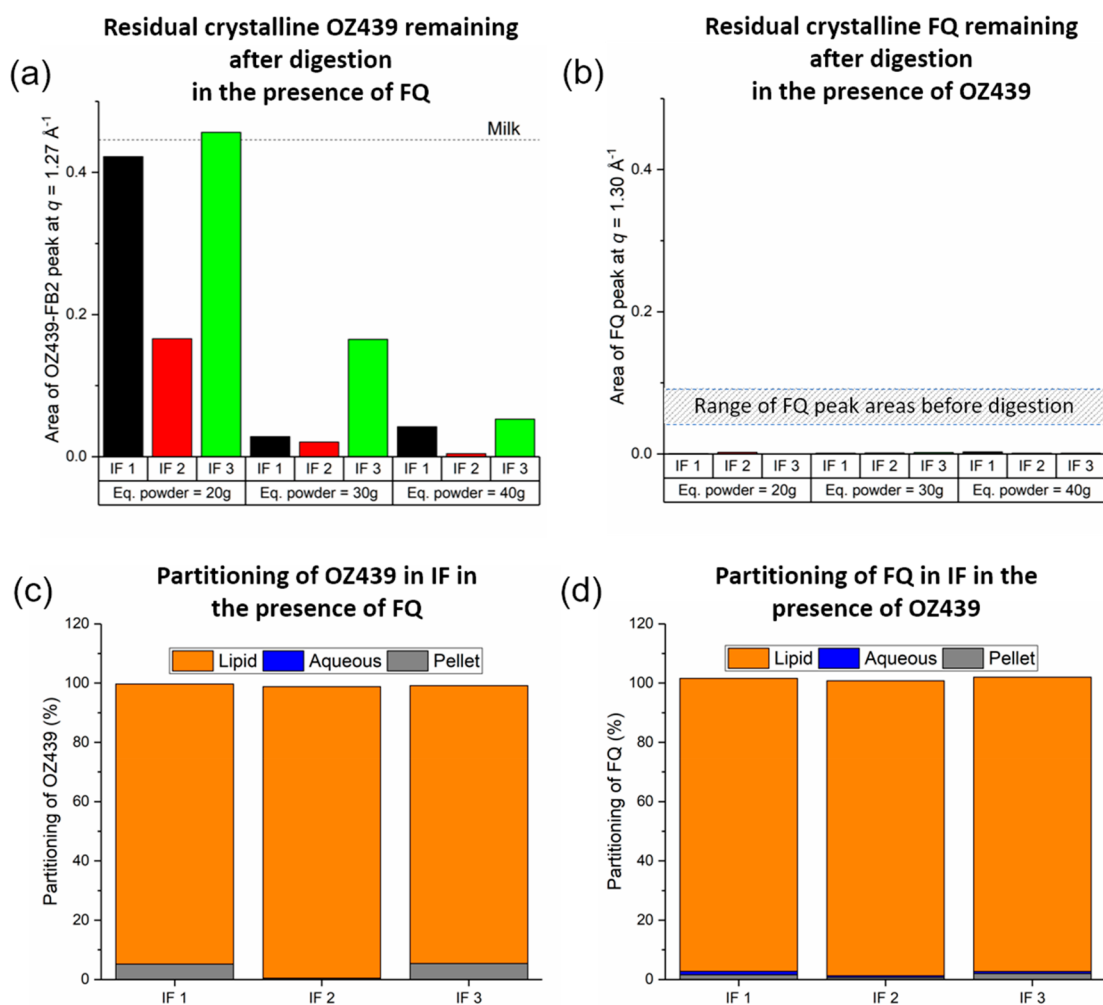 (a)
Residual crystalline OZ439 remaining
after digestion
in the presence of FQ
Area of OZ439-FB2 peak at q = 1.27 Å-1
0.4
0.2
0.0
Milk
IF 1 IF 2 IF 3 IF 1 IF 2 IF 3 IF 1 IF 2 IF 3
Eq. powder = 20g Eq. powder = 30g Eq. powder = 40g
(b)
Residual crystalline FQ remaining
after digestion
in the presence of OZ439
Area of FQ peak at q = 1.30 Å-1
0.4
0.2
0.0
Range of FQ peak areas before digestion
IF 1 IF 2 IF 3 IF 1 IF 2 IF 3 IF 1 IF 2 IF 3
Eq. powder = 20g Eq. powder = 30g Eq. powder = 40g
(c)
Partitioning of OZ439 in IF in
the presence of FQ
Partitioning of OZ439 (%)
120
100
80
60
40
20
0
Lipid Aqueous Pellet
IF 1 IF 2 IF 3
(d)
Partitioning of FQ in IF in the
presence of OZ439
Partitioning of FQ (%)
120
100
80
60
40
20
0
Lipid Aqueous Pellet
IF 1 IF 2 IF 3